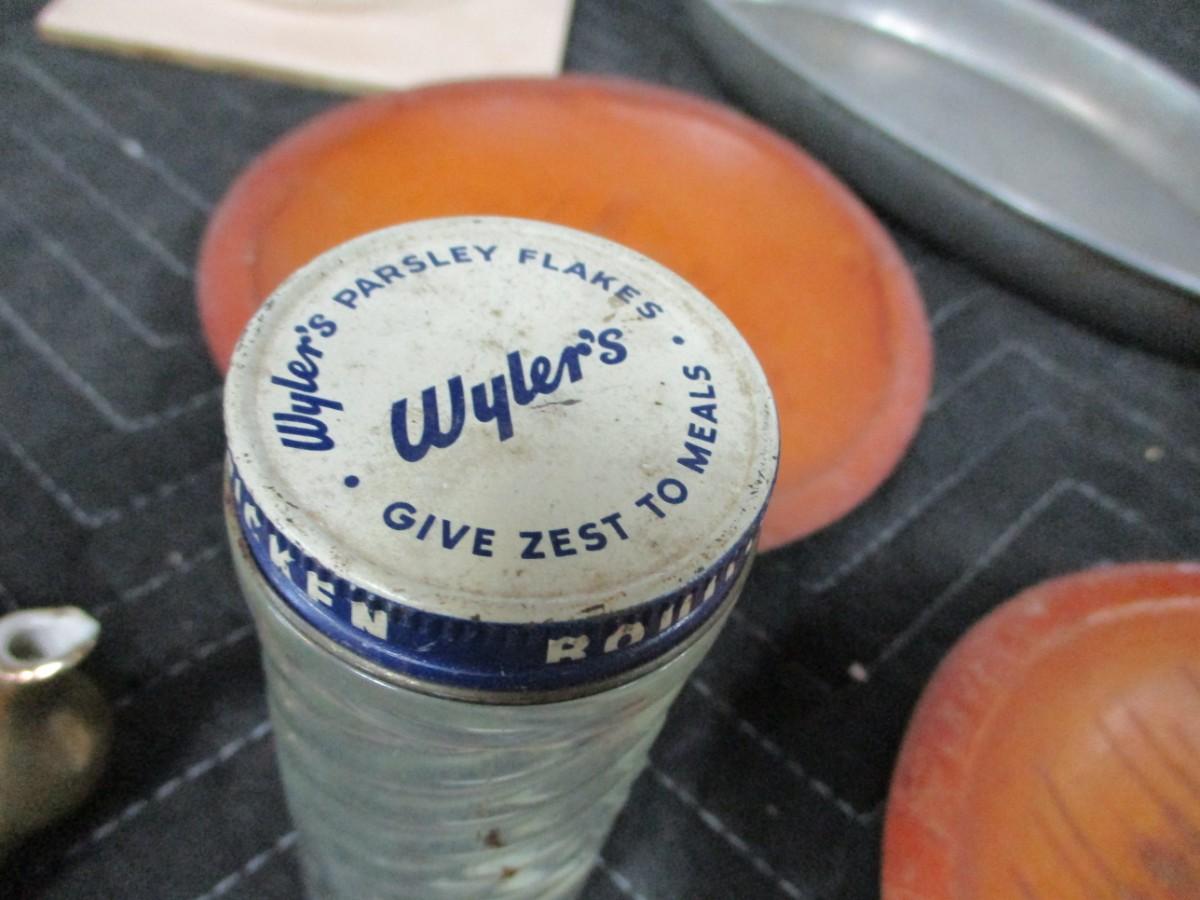 Wyler's PARSLEY FLAKES •
Wyler's
• GIVE ZEST TO MEALS